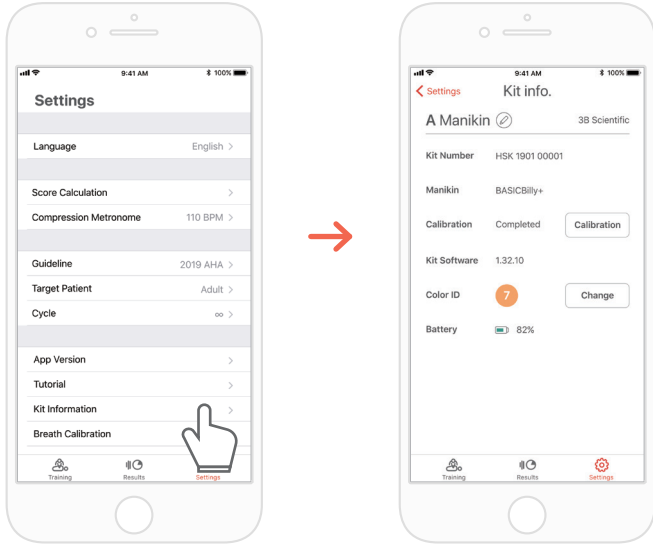 9:41 AM
100%
Settings
Language English
Score Calculation
Compression Metronome 110 BPM
Guideline 2019 AHA
Target Patient Adult
Cycle ∞
App Version
Tutorial
Kit Information
Breath Calibration
Training Results Settings
9:41 AM
100%
Settings Kit info.
A Manikin 3B Scientific
Kit Number HSK 1901 00001
Manikin BASICBilly+
Calibration Completed Calibration
Kit Software 1.32.10
Color ID 7 Change
Battery 82%
Training Results Settings